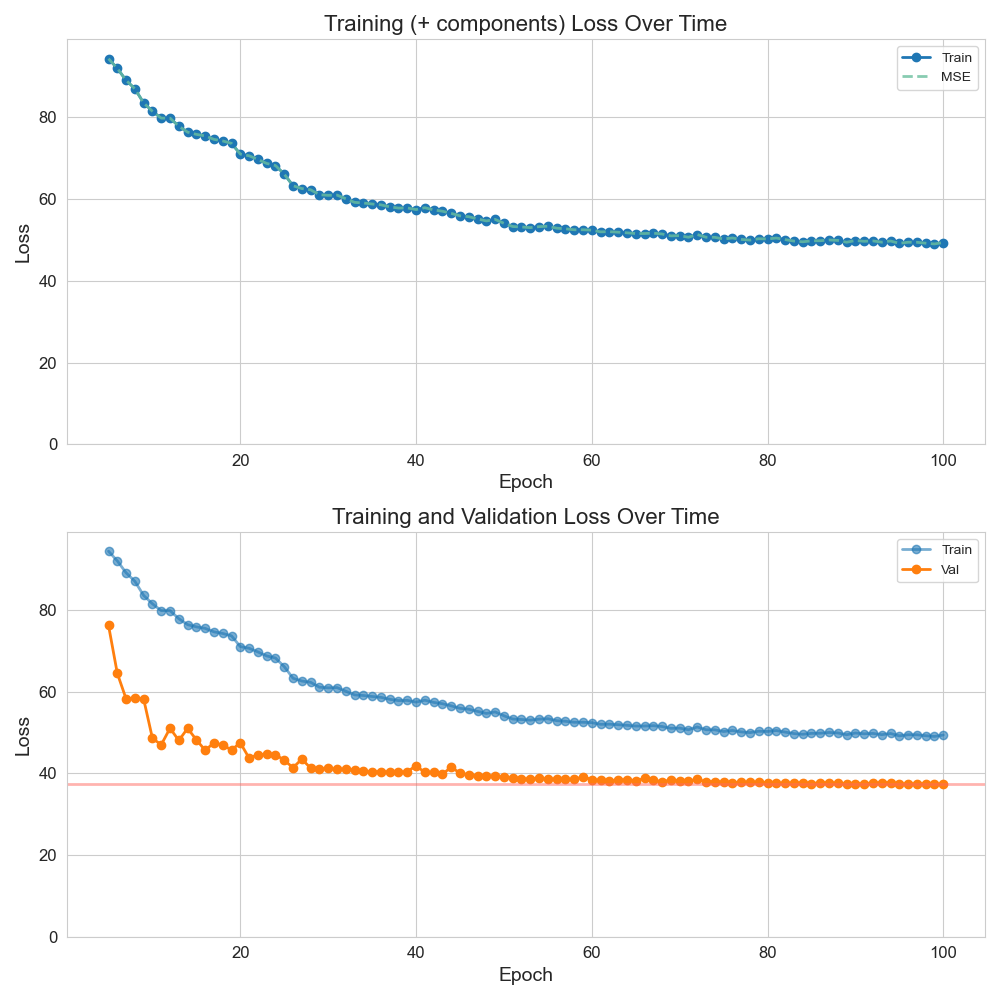 Training (+ components) Loss Over Time
Train
MSE
Loss
80
60
40
20
0
20 40 60 80 100
Epoch
Training and Validation Loss Over Time
Train
Val
Loss
80
60
40
20
0
20 40 60 80 100
Epoch